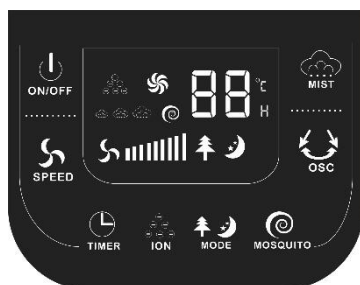 88 °C
H
ON/OFF
MIST
SPEED
OSC
TIMER
ION
MODE
MOSQUITO